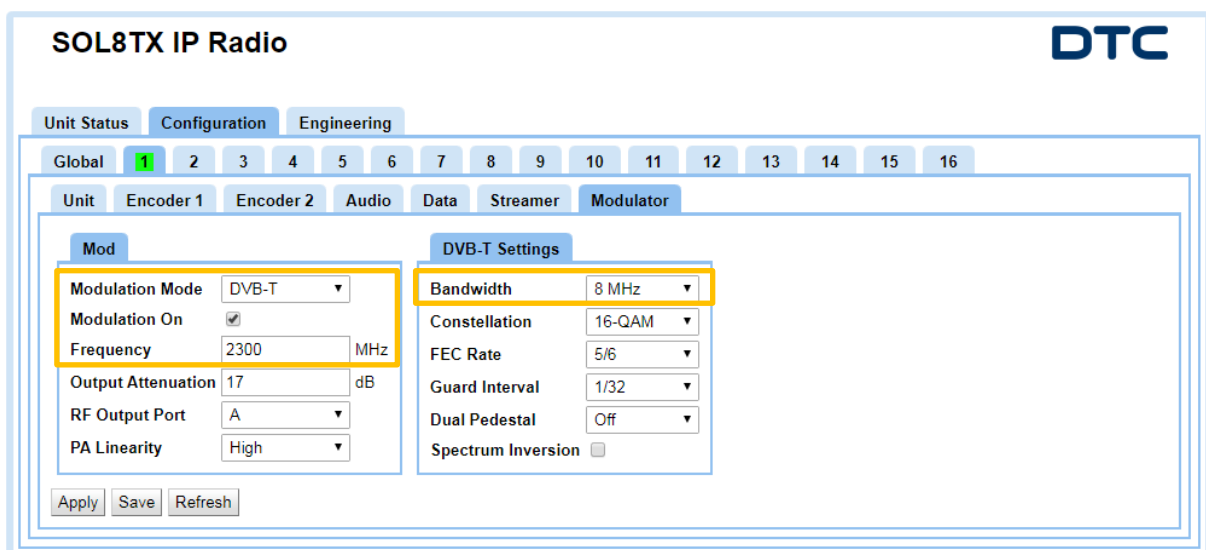 SOL8TX IP Radio
DTC
Unit Status Configuration Engineering
Global 1 2 3 4 5 6 7 8 9 10 11 12 13 14 15 16
Unit Encoder 1 Encoder 2 Audio Data Streamer Modulator
Mod
Modulation Mode DVB-T
Modulation On
Frequency 2300 MHz
Output Attenuation 17 dB
RF Output Port A
PA Linearity High
DVB-T Settings
Bandwidth 8 MHz
Constellation 16-QAM
FEC Rate 5/6
Guard Interval 1/32
Dual Pedestal Off
Spectrum Inversion
Apply Save Refresh